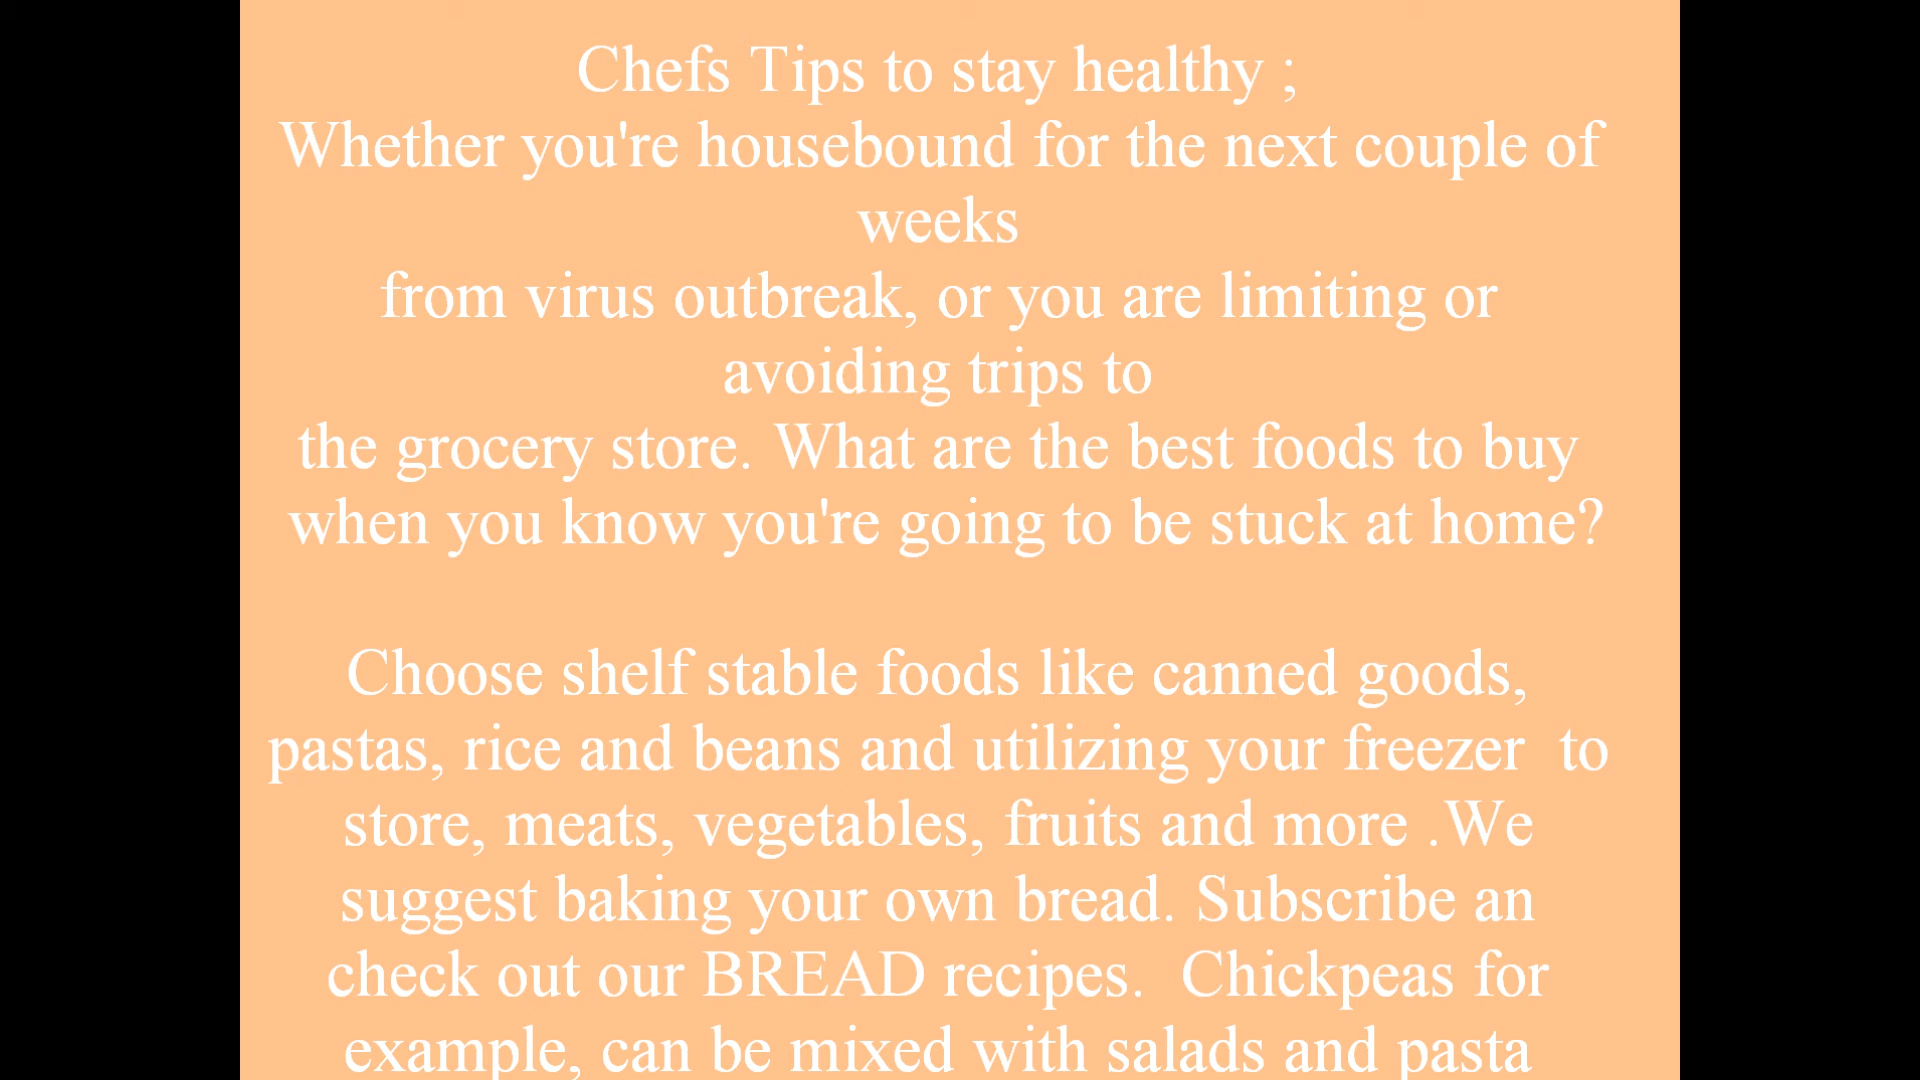 Chefs Tips to stay healthy ;
Whether you're housebound for the next couple of
weeks
from virus outbreak, or you are limiting or
avoiding trips to
the grocery store. What are the best foods to buy
when you know you're going to be stuck at home?
Choose shelf stable foods like canned goods,
pastas, rice and beans and utilizing your freezer  to
store, meats, vegetables, fruits and more .We
suggest baking your own bread. Subscribe an
check out our BREAD recipes.  Chickpeas for
example, can be mixed with salads and pasta